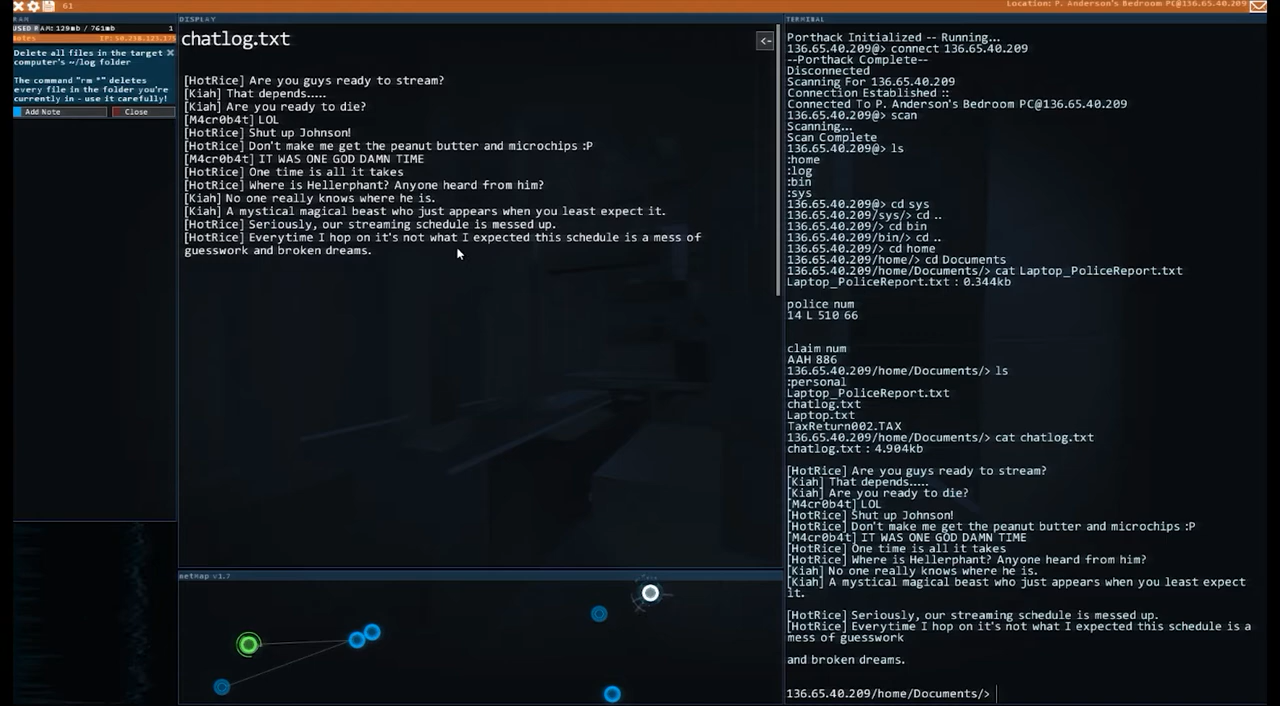 61
Location: P. Anderson's Bedroom PC@136.65.40.209
RAM
DISPLAY
TERMINAL
USED RAM: 129mb / 761mb
1
Delete all files in the target
computer's ~/log folder
The command "rm *" deletes
every file in the folder you're
currently in - use it carefully!
Add Note
Close
chatlog.txt
<-
[HotRice] Are you guys ready to stream?
[Kiah] That depends.....
[Kiah] Are you ready to die?
[M4cr0b4t] LOL
[HotRice] Shut up Johnson!
[HotRice] Don't make me get the peanut butter and microchips :P
[M4cr0b4t] IT WAS ONE GOD DAMN TIME
[HotRice] One time is all it takes
[HotRice] Where is Hellerphant? Anyone heard from him?
[Kiah] No one really knows where he is.
[Kiah] A mystical magical beast who just appears when you least expect it.
[HotRice] Seriously, our streaming schedule is messed up.
[HotRice] Everytime I hop on it's not what I expected this schedule is a mess of
guesswork and broken dreams.
netMap v1.7
Porthack Initialized -- Running...
136.65.40.209@> connect 136.65.40.209
--Porthack Complete--
Disconnected
Scanning For 136.65.40.209
Connection Established ::
Connected To P. Anderson's Bedroom PC@136.65.40.209
136.65.40.209@> scan
Scanning...
Scan Complete
136.65.40.209@> ls
:home
:log
:bin
:sys
136.65.40.209@> cd sys
136.65.40.209/sys/> cd ..
136.65.40.209@> cd bin
136.65.40.209/bin/> cd ..
136.65.40.209@> cd home
136.65.40.209/home/> cd Documents
136.65.40.209/home/Documents/> cat Laptop_PoliceReport.txt
Laptop_PoliceReport.txt : 0.344kb
police num
14 L 510 66
claim num
AAH 886
136.65.40.209/home/Documents/> ls
:personal
Laptop_PoliceReport.txt
chatlog.txt
Laptop.txt
TaxReturn002.TAX
136.65.40.209/home/Documents/> cat chatlog.txt
chatlog.txt : 4.904kb
[HotRice] Are you guys ready to stream?
[Kiah] That depends.....
[Kiah] Are you ready to die?
[M4cr0b4t] LOL
[HotRice] Shut up Johnson!
[HotRice] Don't make me get the peanut butter and microchips :P
[M4cr0b4t] IT WAS ONE GOD DAMN TIME
[HotRice] One time is all it takes
[HotRice] Where is Hellerphant? Anyone heard from him?
[Kiah] No one really knows where he is.
[Kiah] A mystical magical beast who just appears when you least expect
it.
[HotRice] Seriously, our streaming schedule is messed up.
[HotRice] Everytime I hop on it's not what I expected this schedule is a
mess of guesswork
and broken dreams.
136.65.40.209/home/Documents/>